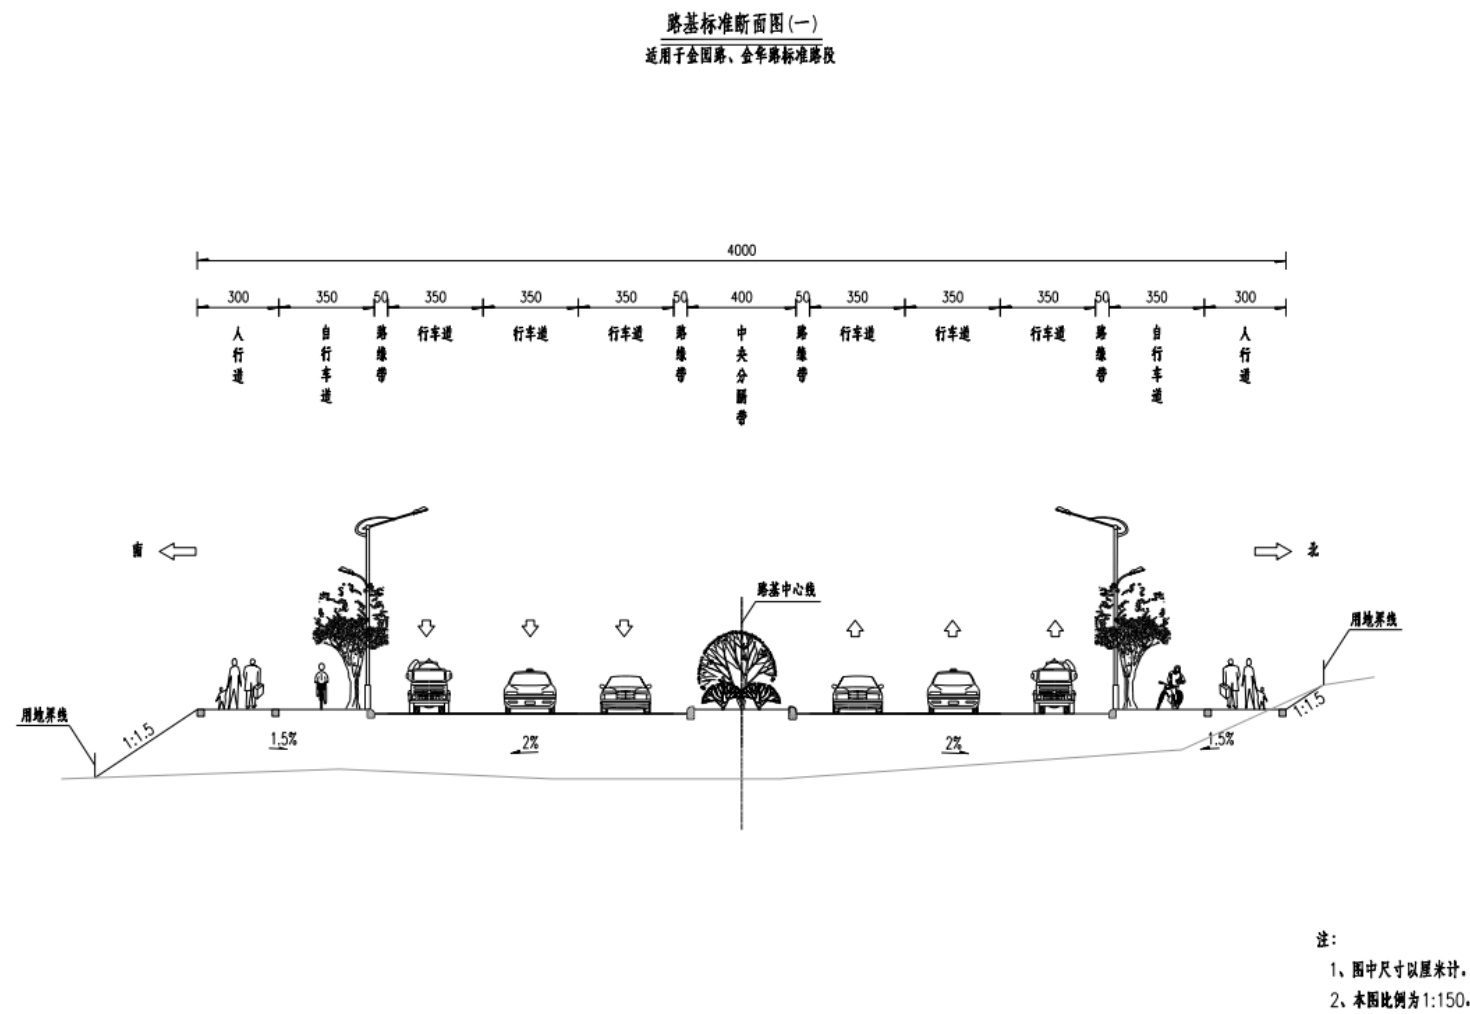 路基标准断面图(一)
适用于金园路、金华路标准路段
4000
300 350 50 350 350 350 50 400 50 350 350 350 50 350 300
人行道 自行车道 路缘带 行车道 行车道 行车道 路缘带 中央分隔带 路缘带 行车道 行车道 行车道 路缘带 自行车道 人行道
南 北
路基中心线
用地界线
用地界线
1:1.5 1:1.5
1.5% 2% 2% 1.5%
注:
1、图中尺寸以厘米计。
2、本图比例为1:150。